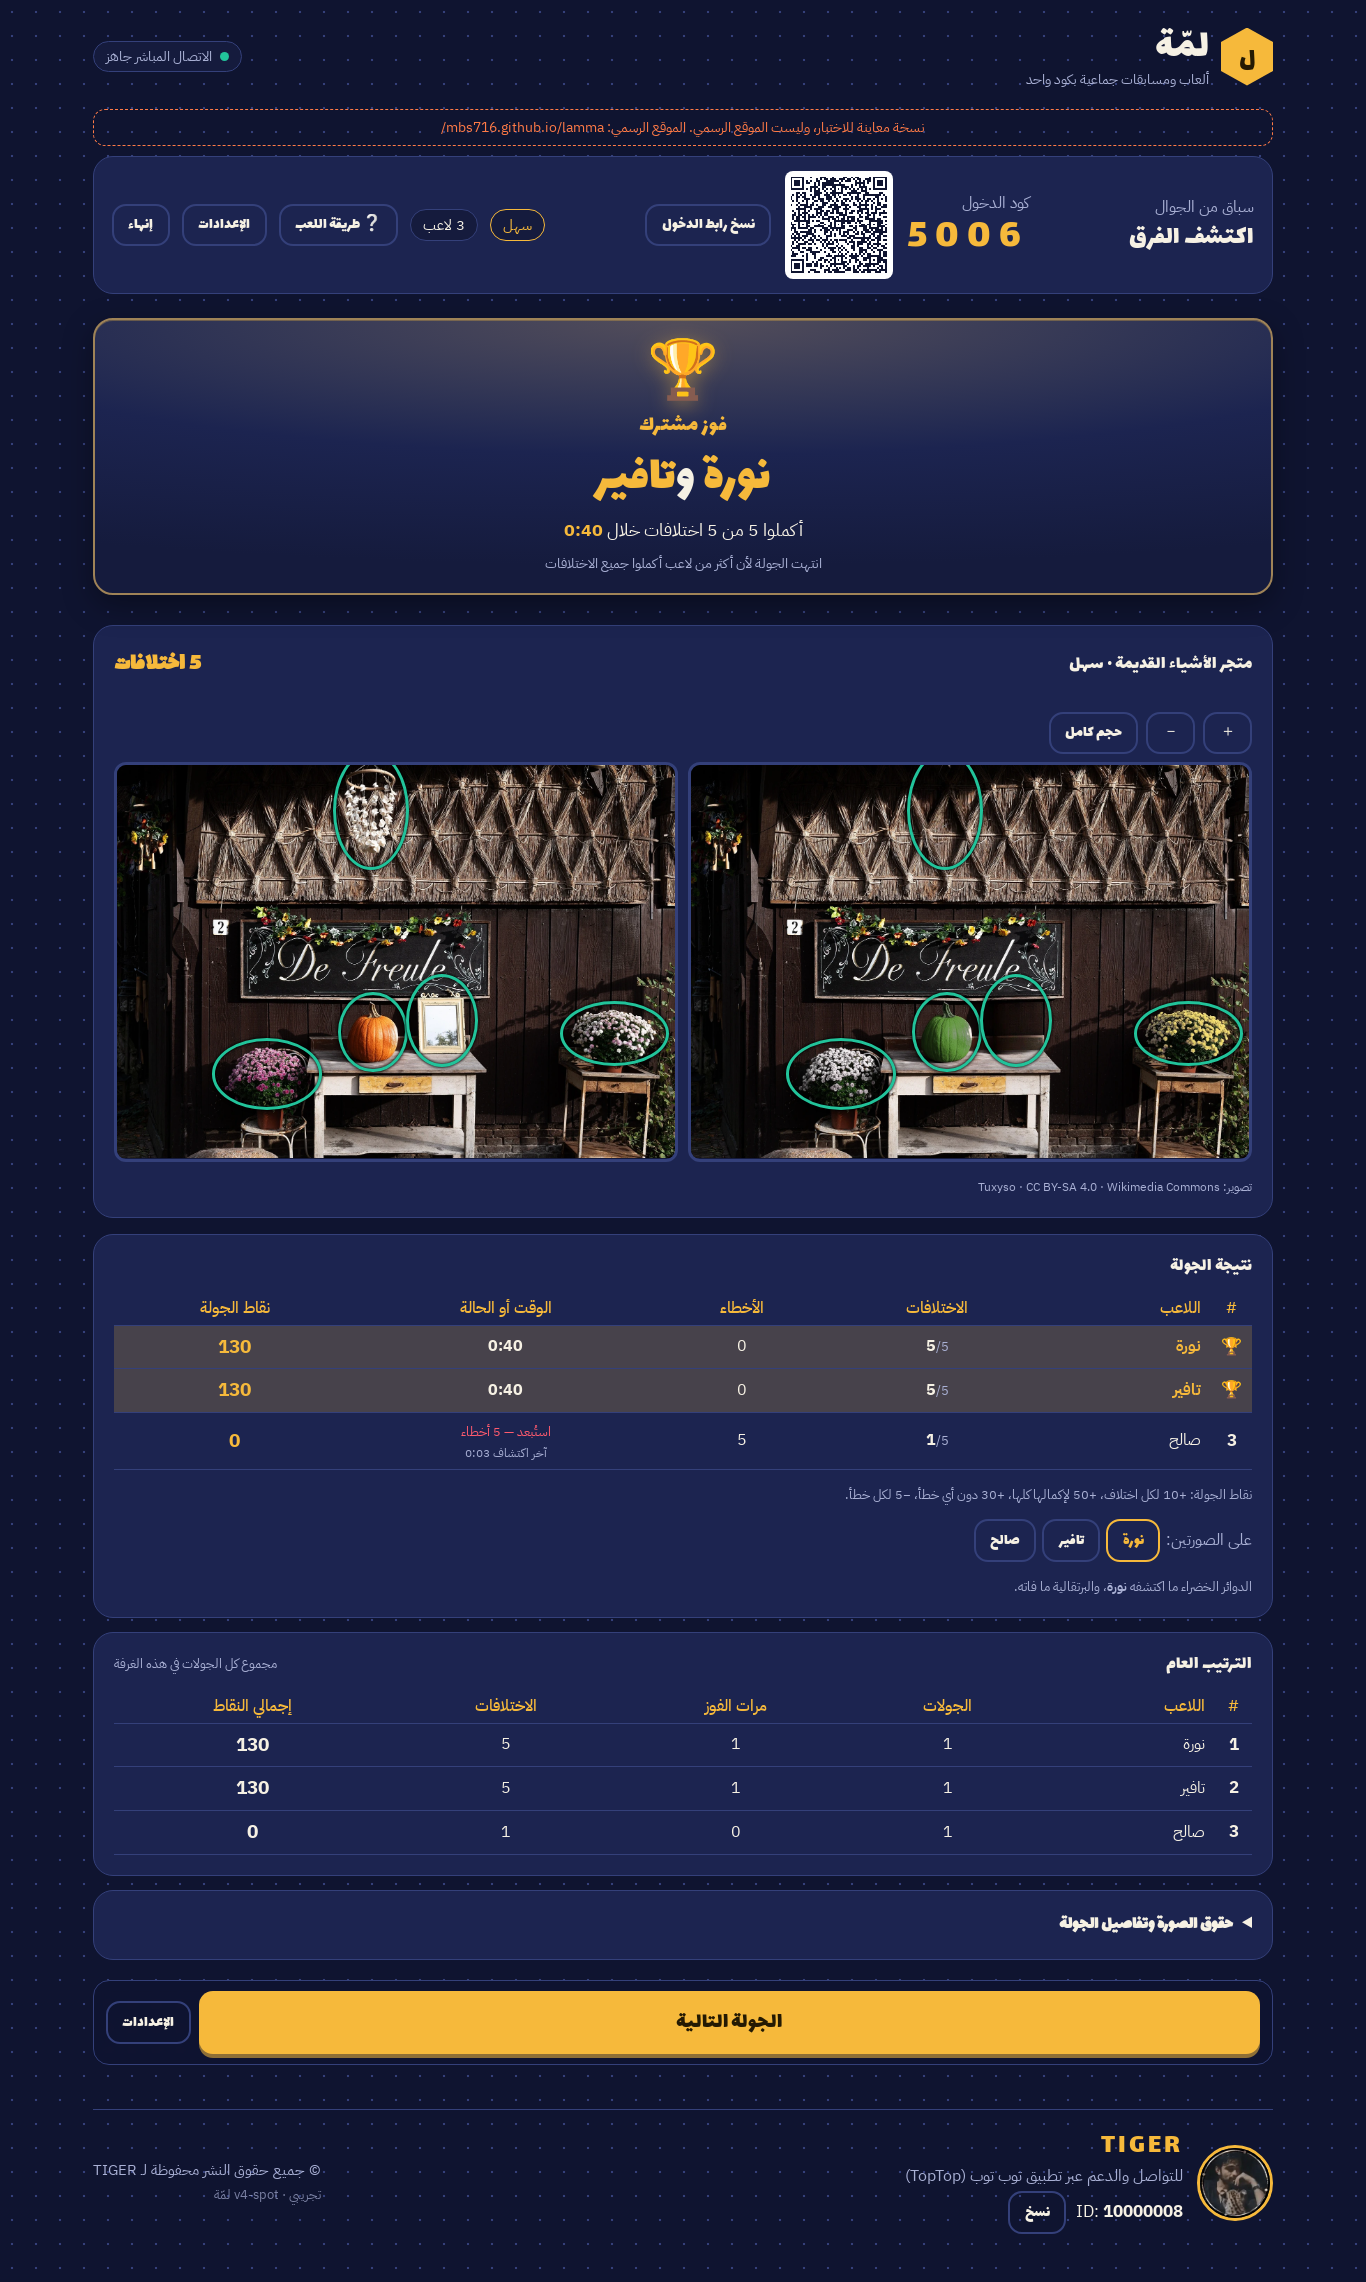 ل
لمّة
ألعاب ومسابقات جماعية بكود واحد
الاتصال المباشر جاهز
نسخة معاينة للاختبار، وليست الموقع الرسمي. الموقع الرسمي: mbs716.github.io/lamma/
سباق من الجوال
اكتشف الفرق
كود الدخول
5006
نسخ رابط الدخول
سهل
3 لاعب
❔ طريقة اللعب
الإعدادات
إنهاء
🏆
فوز مشترك
نورة وتافير
أكملوا 5 من 5 اختلافات خلال 0:40
انتهت الجولة لأن أكثر من لاعب أكملوا جميع الاختلافات
متجر الأشياء القديمة · سهل
5 اختلافات
+
−
حجم كامل
2
De Freule
2
De Freule
تصوير: Tuxyso · CC BY-SA 4.0 · Wikimedia Commons
نتيجة الجولة
# اللاعب الاختلافات الأخطاء الوقت أو الحالة نقاط الجولة
🏆 نورة 5/5 0 0:40 130
🏆 تافير 5/5 0 0:40 130
3 صالح 1/5 5 استُبعد — 5 أخطاء 0
آخر اكتشاف 0:03
نقاط الجولة: +10 لكل اختلاف، +50 لإكمالها كلها، +30 دون أي خطأ، −5 لكل خطأ.
على الصورتين: نورة تافير صالح
الدوائر الخضراء ما اكتشفه نورة، والبرتقالية ما فاته.
الترتيب العام
مجموع كل الجولات في هذه الغرفة
# اللاعب الجولات مرات الفوز الاختلافات إجمالي النقاط
1 نورة 1 1 5 130
2 تافير 1 1 5 130
3 صالح 1 0 1 0
◀ حقوق الصورة وتفاصيل الجولة
الجولة التالية
الإعدادات
TIGER
للتواصل والدعم عبر تطبيق توب توب (TopTop)
ID: 10000008
نسخ
© جميع حقوق النشر محفوظة لـ TIGER
تجريبي · v4-spot لمّة